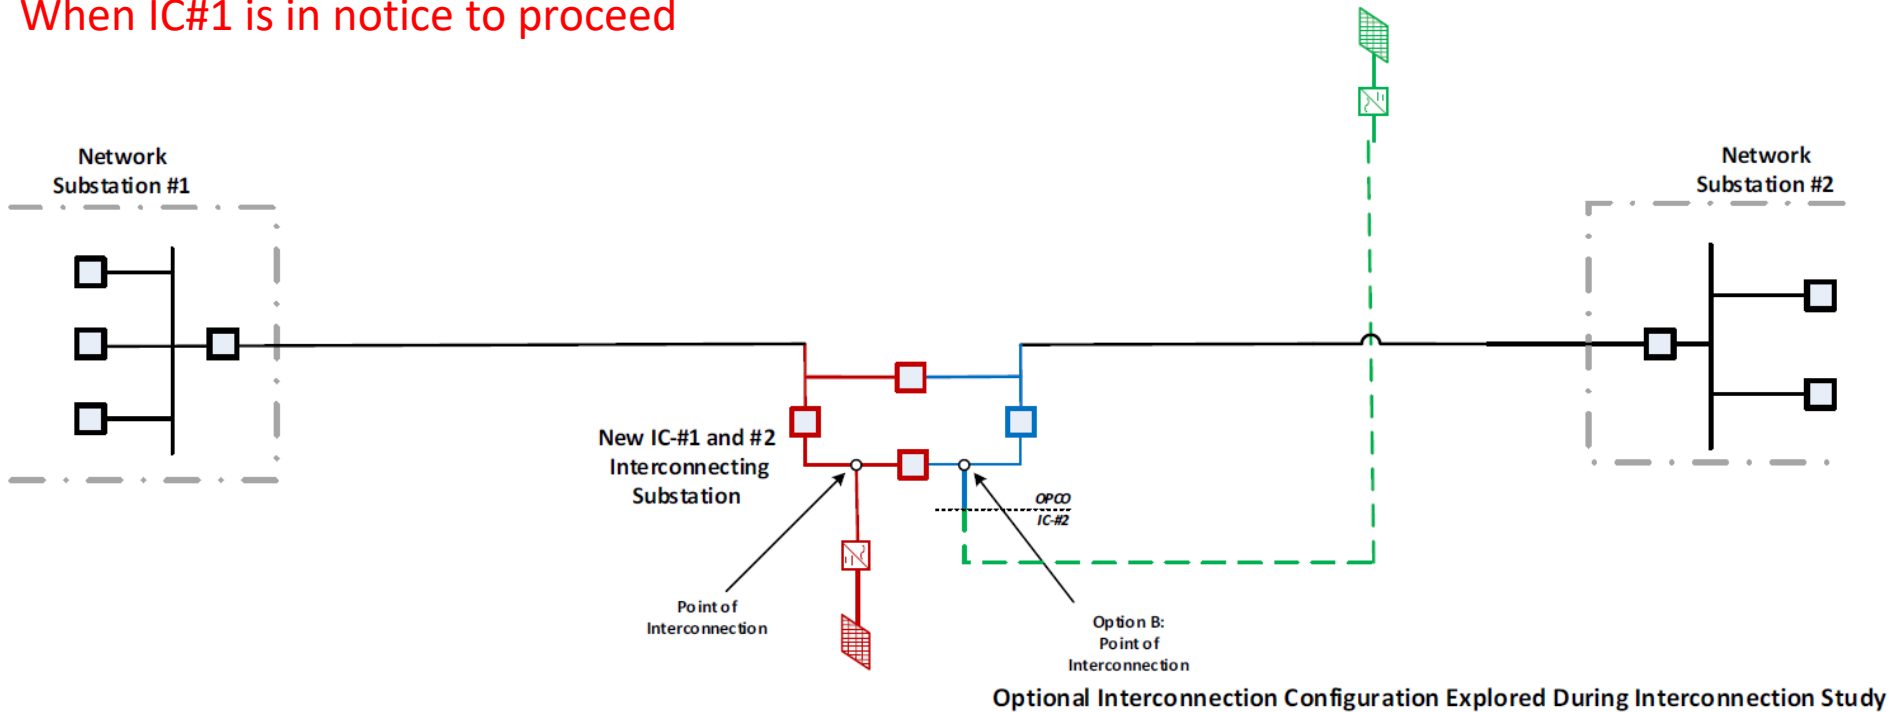 When IC#1 is in notice to proceed
Network
Substation #1
Network
Substation #2
New IC-#1 and #2
Interconnecting
Substation
OPCO
IC-#2
Point of
Interconnection
Option B:
Point of
Interconnection
Optional Interconnection Configuration Explored During Interconnection Study